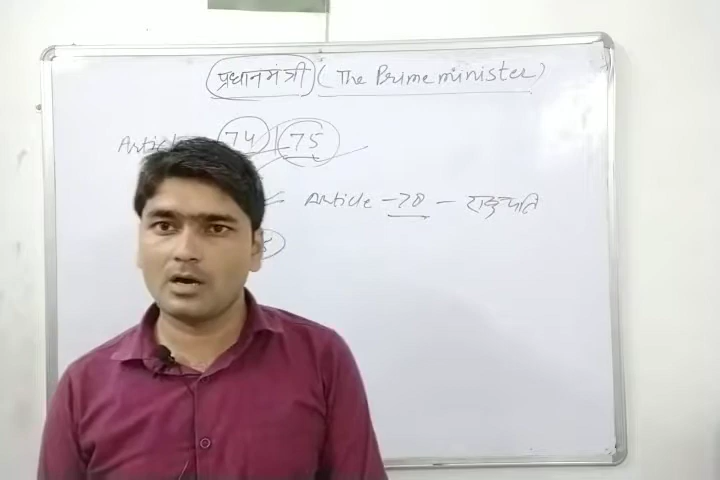 प्रधानमंत्री (The Prime minister)
Article 74 75
Article - 78 - राष्ट्रपति